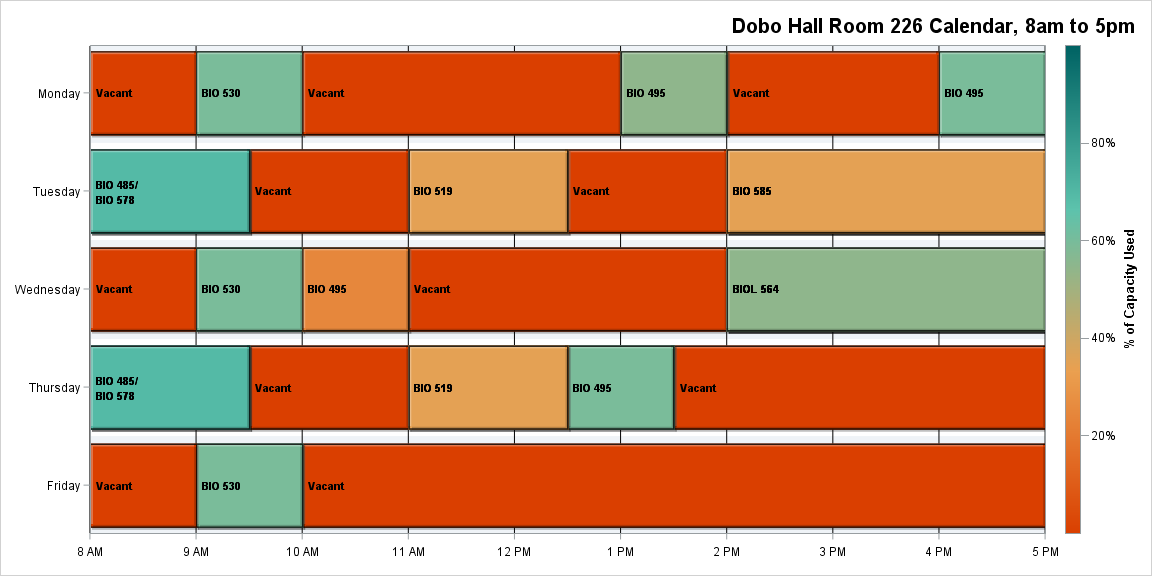 Dobo Hall Room 226 Calendar, 8am to 5pm
Monday
Vacant
BIO 530
Vacant
BIO 495
Vacant
BIO 495
Tuesday
BIO 485/
BIO 578
Vacant
BIO 519
Vacant
BIO 585
Wednesday
Vacant
BIO 530
BIO 495
Vacant
BIOL 564
Thursday
BIO 485/
BIO 578
Vacant
BIO 519
BIO 495
Vacant
Friday
Vacant
BIO 530
Vacant
8 AM
9 AM
10 AM
11 AM
12 PM
1 PM
2 PM
3 PM
4 PM
5 PM
80%
60%
40%
20%
% of Capacity Used